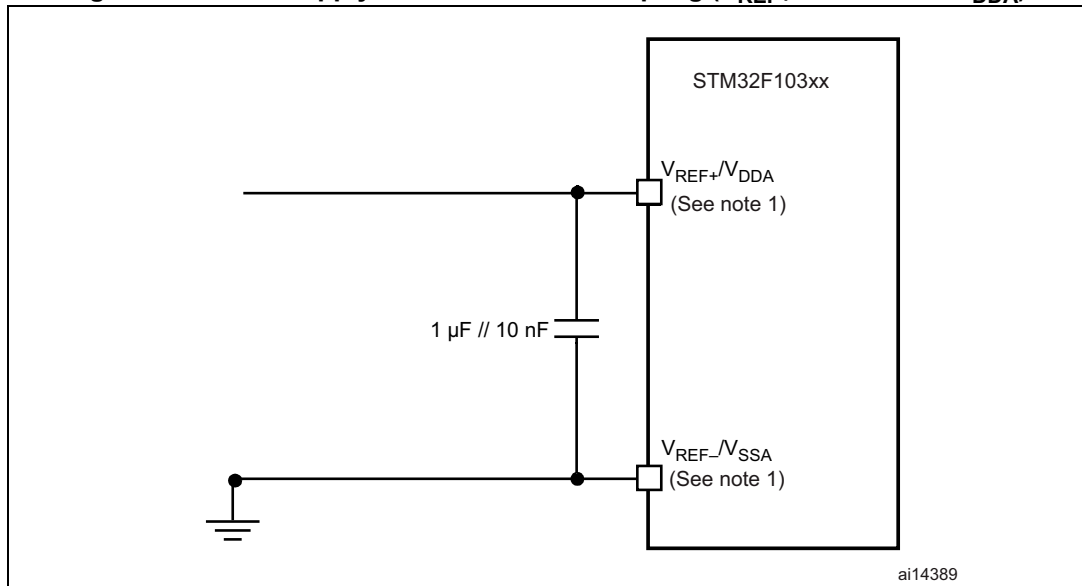 STM32F103xx
VREF+/VDDA
(See note 1)
1 µF // 10 nF
VREF–/VSSA
(See note 1)
ai14389